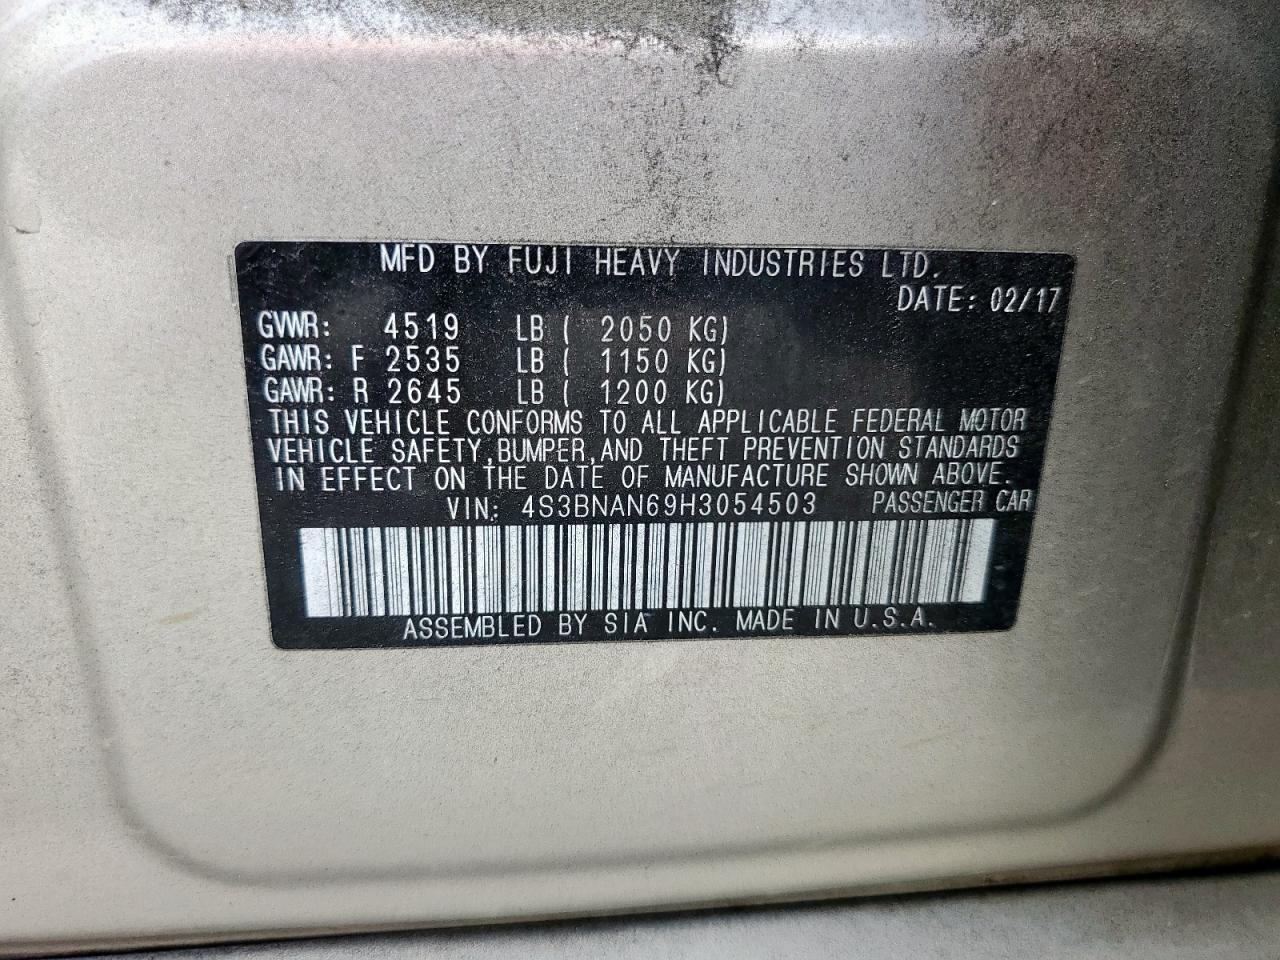 MFD BY FUJI HEAVY INDUSTRIES LTD.
DATE: 02/17
GVWR: 4519 LB ( 2050 KG)
GAWR: F 2535 LB ( 1150 KG)
GAWR: R 2645 LB ( 1200 KG)
THIS VEHICLE CONFORMS TO ALL APPLICABLE FEDERAL MOTOR
VEHICLE SAFETY,BUMPER,AND THEFT PREVENTION STANDARDS
IN EFFECT ON THE DATE OF MANUFACTURE SHOWN ABOVE.
VIN: 4S3BNAN69H3054503 PASSENGER CAR
ASSEMBLED BY SIA INC. MADE IN U.S.A.